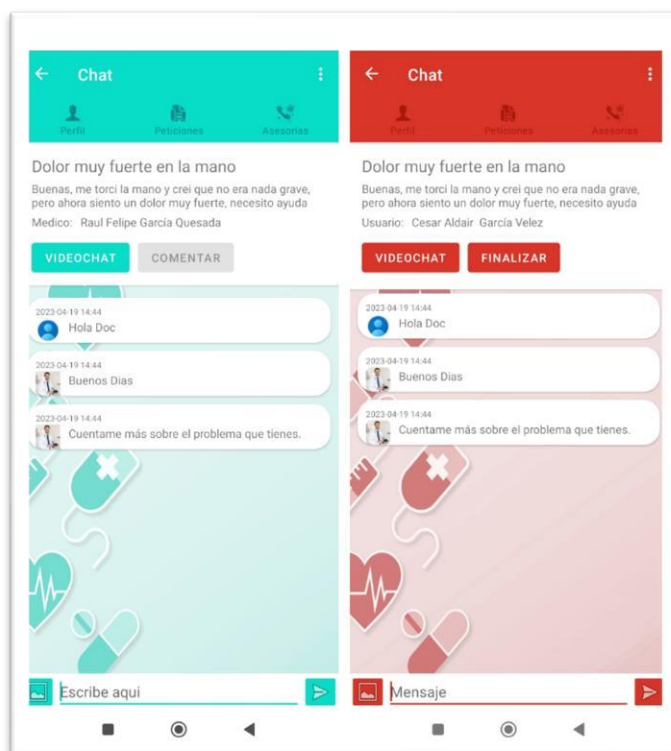 Chat
Perfil Peticiones Asesorias
Dolor muy fuerte en la mano
Buenas, me torci la mano y crei que no era nada grave,
pero ahora siento un dolor muy fuerte, necesito ayuda
Medico: Raul Felipe García Quesada
VIDEOCHAT COMENTAR
2023-04-19 14:44
Hola Doc
2023-04-19 14:44
Buenos Dias
2023-04-19 14:44
Cuentame más sobre el problema que tienes.
Escribe aqui
Chat
Perfil Peticiones Asesorias
Dolor muy fuerte en la mano
Buenas, me torci la mano y crei que no era nada grave,
pero ahora siento un dolor muy fuerte, necesito ayuda
Usuario: Cesar Aldair García Velez
VIDEOCHAT FINALIZAR
2023-04-19 14:44
Hola Doc
2023-04-19 14:44
Buenos Dias
2023-04-19 14:44
Cuentame más sobre el problema que tienes.
Mensaje